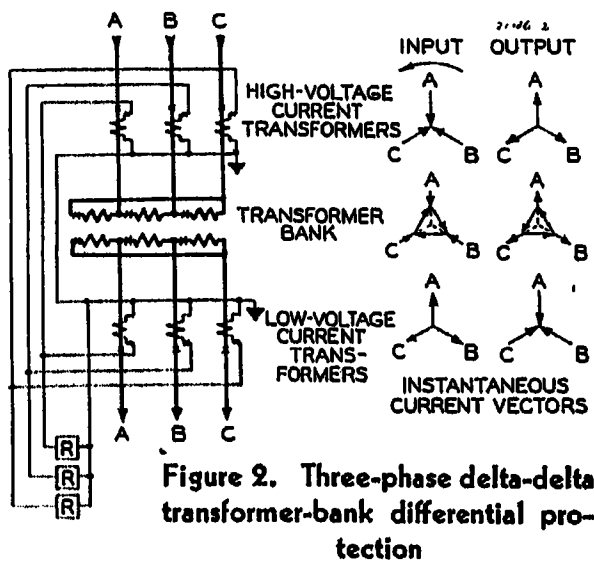 A B C
INPUT OUTPUT
A A
C B C B
HIGH-VOLTAGE
CURRENT
TRANSFORMERS
A A
C B C B
TRANSFORMER
BANK
A A
C B C B
LOW-VOLTAGE
CURRENT
TRANS-
FORMERS
INSTANTANEOUS
CURRENT VECTORS
A B C
R
R
R
Figure 2. Three-phase delta-delta
transformer-bank differential pro-
tection